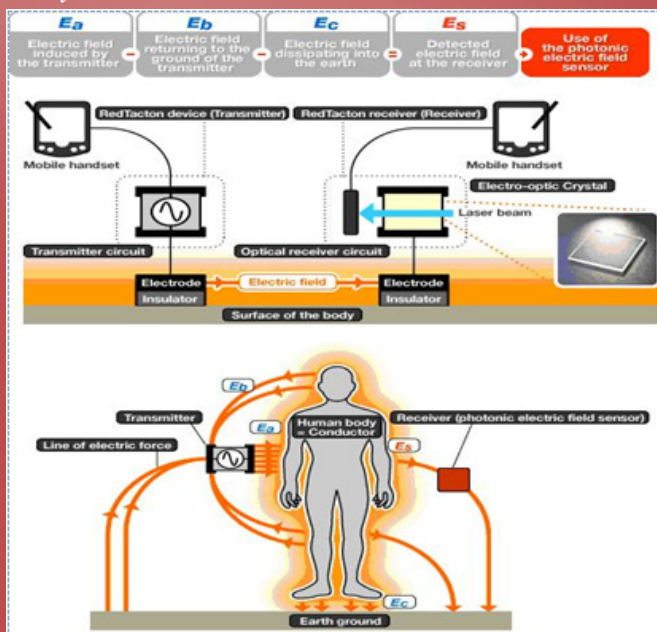 Ea
Eb
Ec
Es
Electric field
induced by
the transmitter
-
Electric field
returning to the
ground of the
transmitter
-
Electric field
dissipating into
the earth
=
Detected
electric field
at the receiver
Use of
the photonic
electric field
sensor
RedTacton device (Transmitter)
RedTacton receiver (Receiver)
Mobile handset
Mobile handset
Electro-optic Crystal
Laser beam
Transmitter circuit
Optical receiver circuit
Electrode
Insulator
Electric field
Electrode
Insulator
Surface of the body
Eb
Transmitter
Ea
Human body
= Conductor
Receiver (photonic electric field sensor)
Line of electric force
Es
Ec
Earth ground